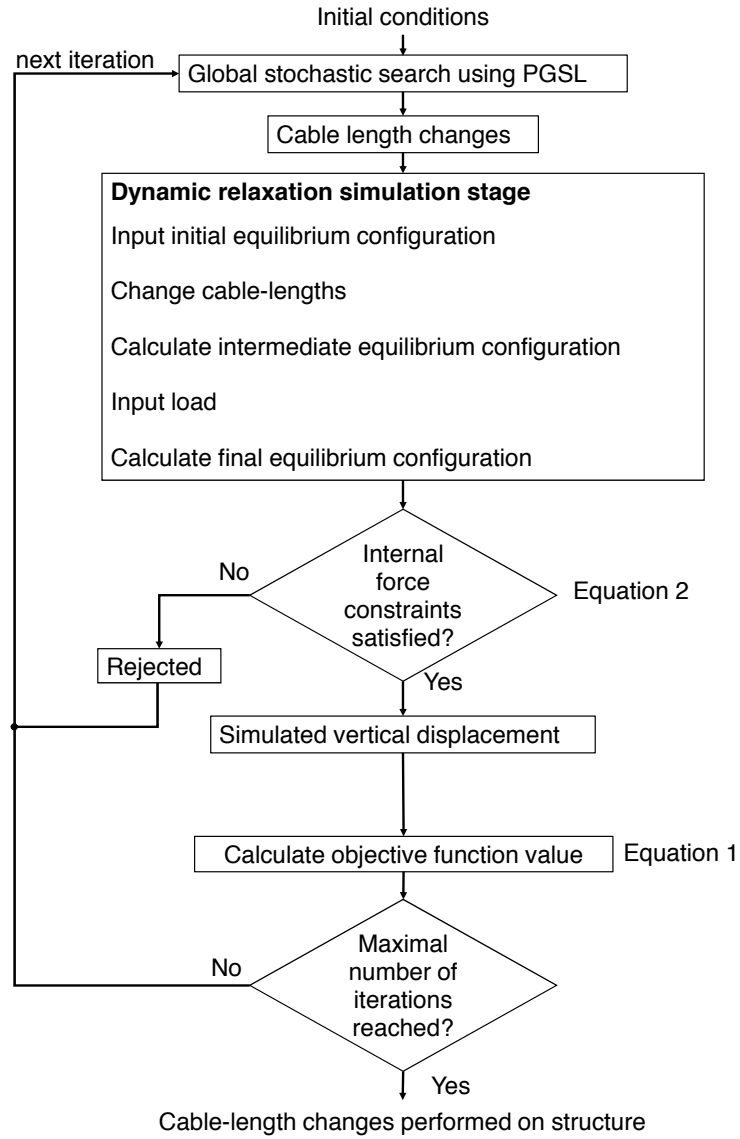 Initial conditions
next iteration
Global stochastic search using PGSL
Cable length changes
Dynamic relaxation simulation stage
Input initial equilibrium configuration
Change cable-lengths
Calculate intermediate equilibrium configuration
Input load
Calculate final equilibrium configuration
Internal
force
constraints
satisfied?
No
Equation 2
Rejected
Yes
Simulated vertical displacement
Calculate objective function value
Equation 1
Maximal
number of
iterations
reached?
No
Yes
Cable-length changes performed on structure